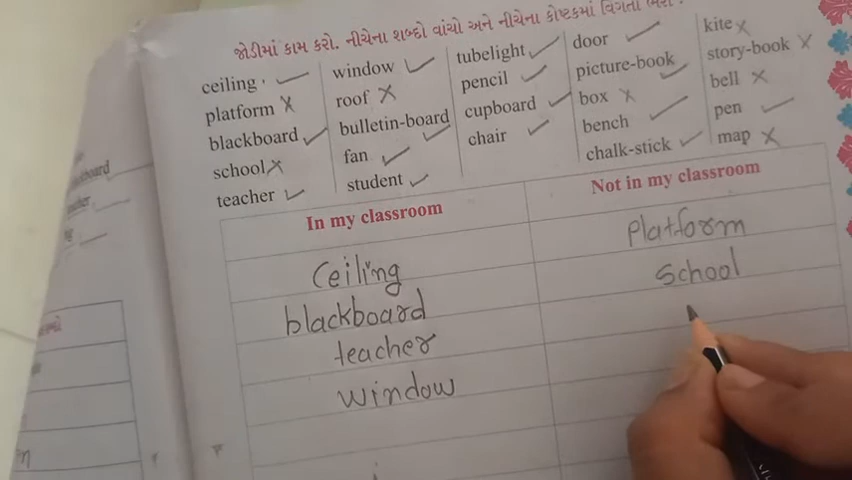 જોડીમાં કામ કરો. નીચેના શબ્દો વાંચો અને નીચેના કોષ્ટકમાં વિગતો ભરો.
ceiling window tubelight door kite
platform roof pencil picture-book story-book
blackboard bulletin-board cupboard box bell
school fan chair bench pen
teacher student chalk-stick map
In my classroom Not in my classroom
Ceiling Platform
blackboard School
teacher
window